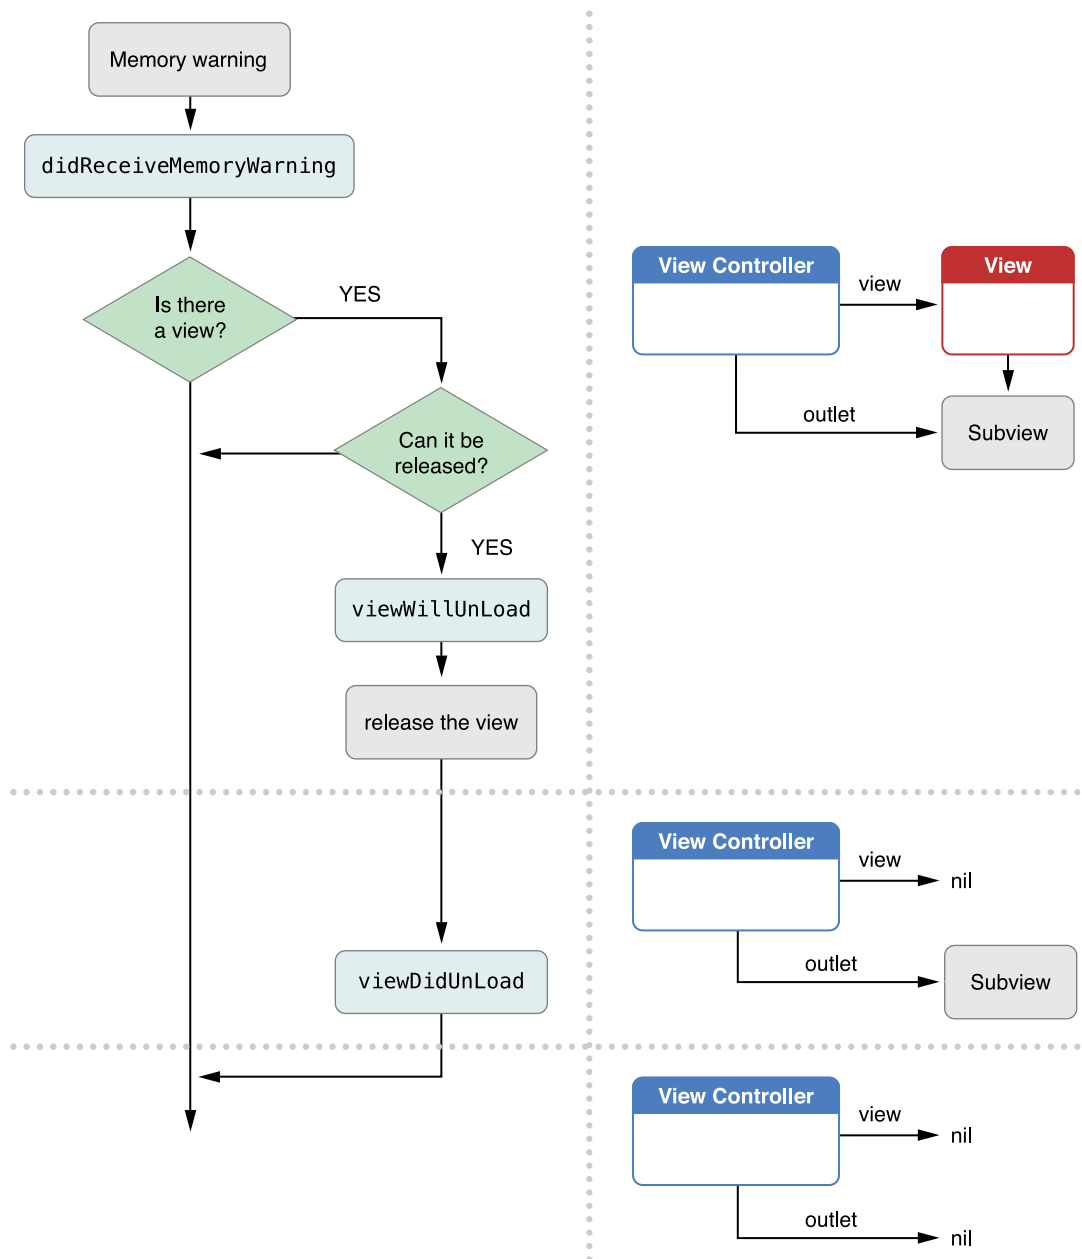 Memory warning
didReceiveMemoryWarning
Is there
a view?
YES
Can it be
released?
YES
viewWillUnLoad
release the view
viewDidUnLoad
View Controller
view
View
outlet
Subview
View Controller
view
nil
outlet
Subview
View Controller
view
nil
outlet
nil